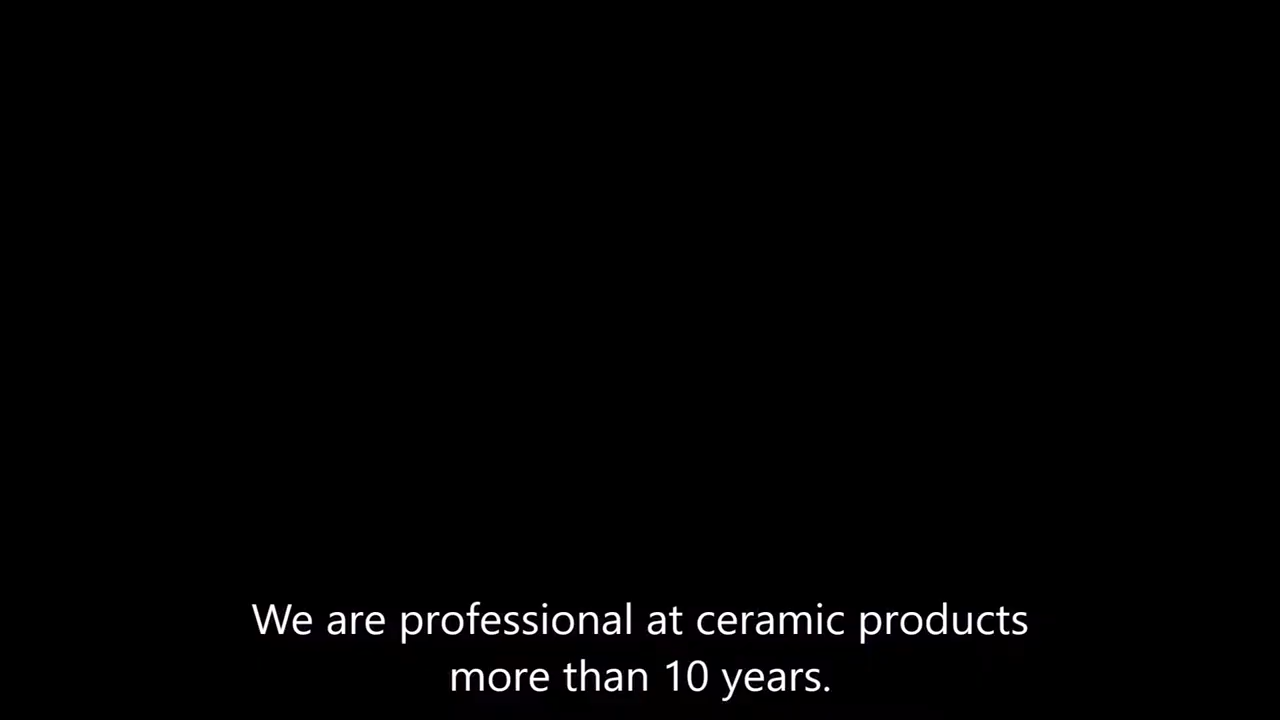 We are professional at ceramic products
more than 10 years.